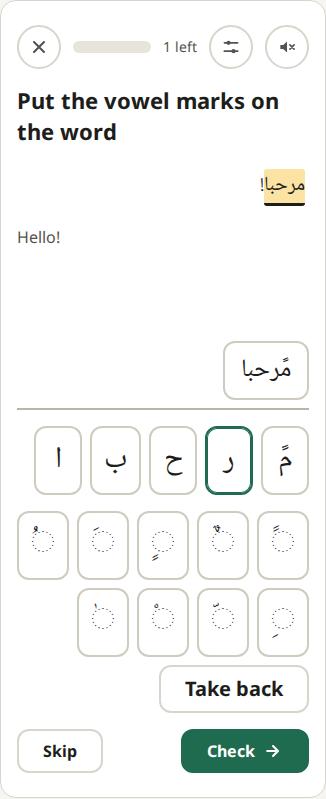 1 left
Put the vowel marks on
the word
مرحبا!
Hello!
مًرحبا
مً ر ح ب ا
◌ً ◌ٌ ◌ٍ ◌َ ◌ُ
◌ِ ◌ّ ◌ْ ◌ٰ
Take back
Skip Check →